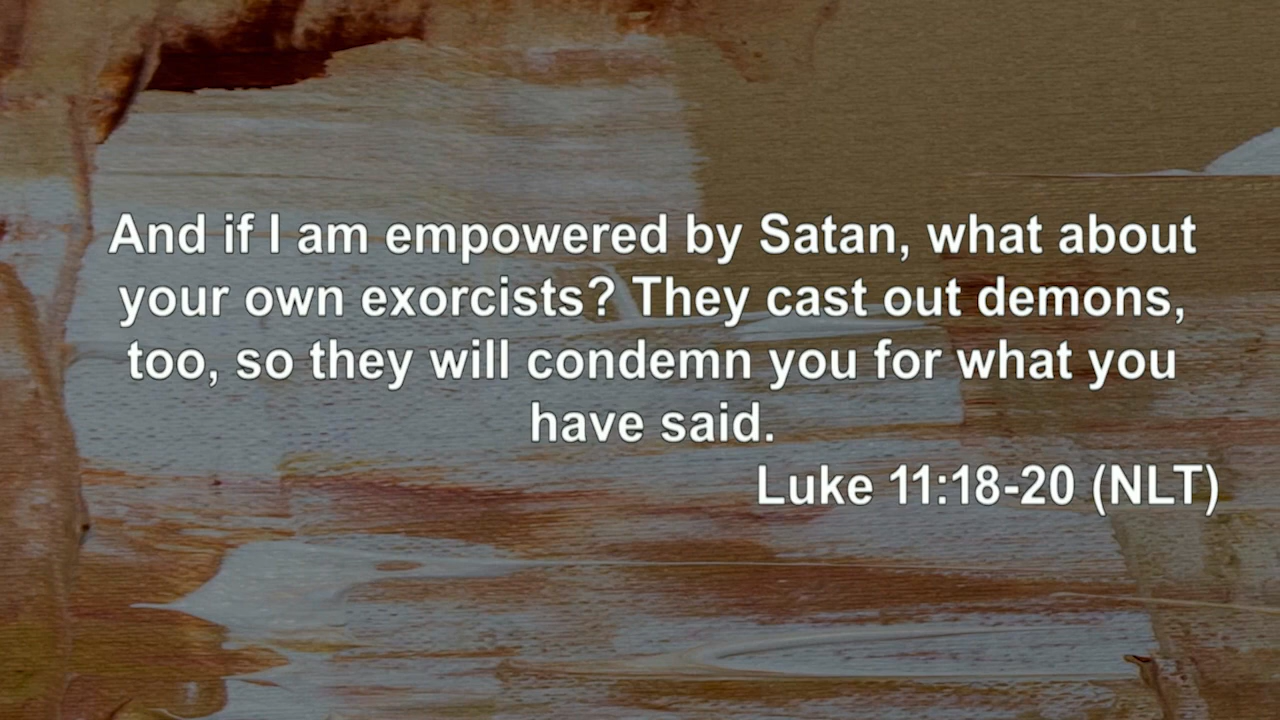 And if I am empowered by Satan, what about
your own exorcists? They cast out demons,
too, so they will condemn you for what you
have said.
Luke 11:18-20 (NLT)